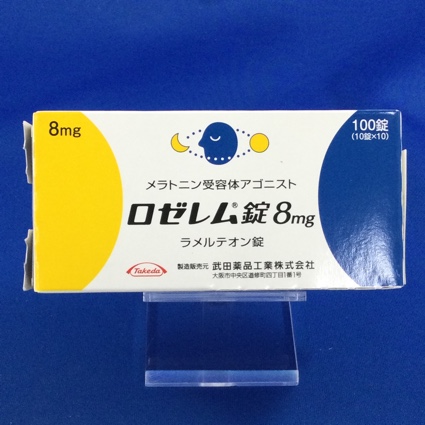 8mg
100錠
(10錠×10)
メラトニン受容体アゴニスト
ロゼレム®錠8mg
ラメルテオン錠
Takeda
製造販売元 武田薬品工業株式会社
大阪市中央区道修町四丁目1番1号